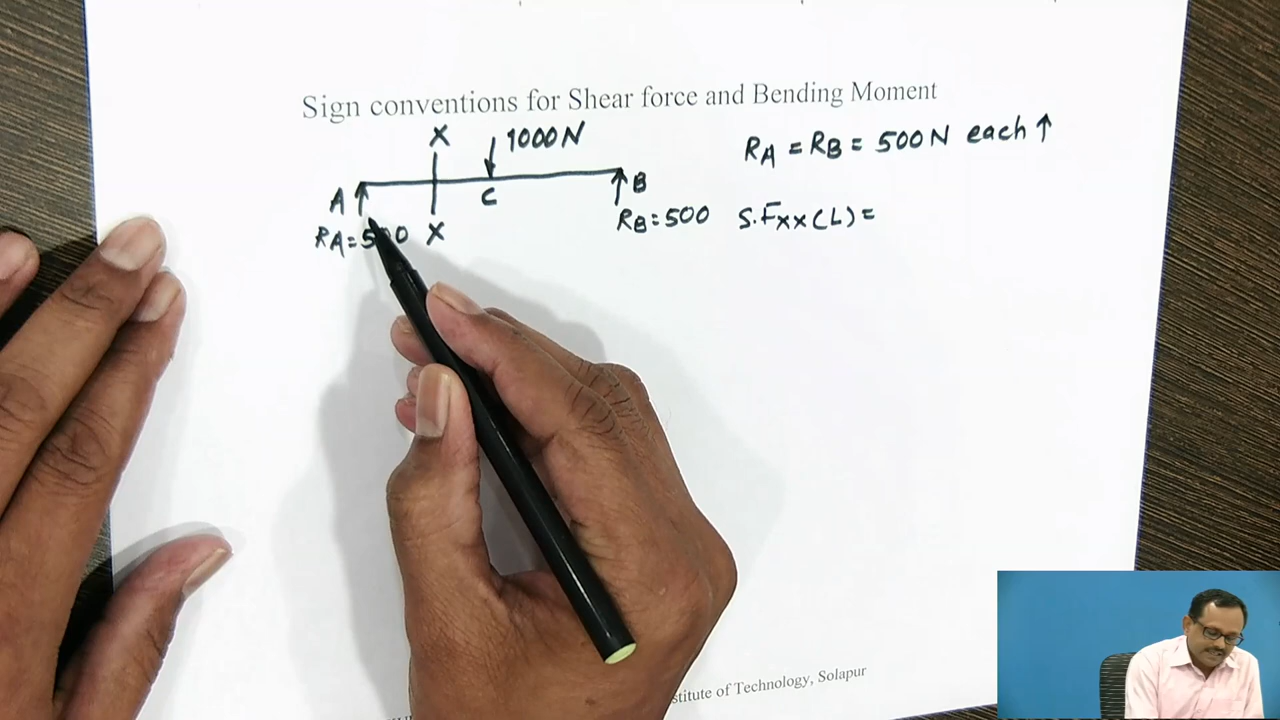 Sign conventions for Shear force and Bending Moment
X
1000N
A
C
B
RA=500
X
RB=500
RA = RB = 500N each ↑
S.Fxx(L)=
of Technology, Solapur